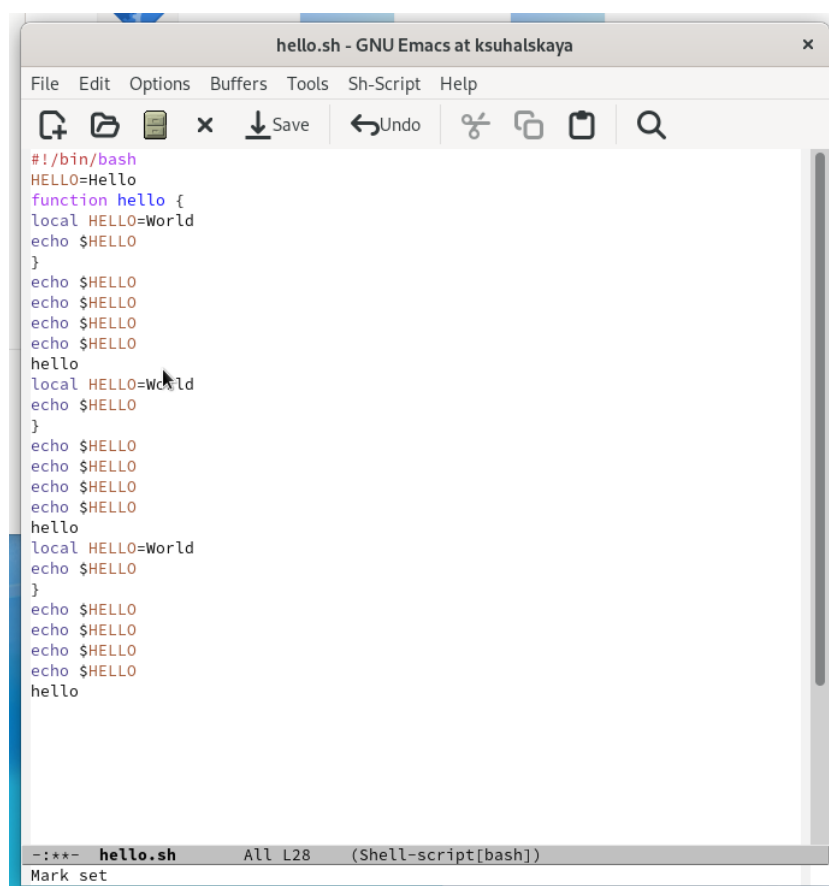 hello.sh - GNU Emacs at ksuhalskaya ×
File Edit Options Buffers Tools Sh-Script Help
Save Undo
#!/bin/bash
HELLO=Hello
function hello {
local HELLO=World
echo $HELLO
}
echo $HELLO
echo $HELLO
echo $HELLO
echo $HELLO
hello
local HELLO=World
echo $HELLO
}
echo $HELLO
echo $HELLO
echo $HELLO
echo $HELLO
hello
local HELLO=World
echo $HELLO
}
echo $HELLO
echo $HELLO
echo $HELLO
echo $HELLO
hello
-:**- hello.sh All L28 (Shell-script[bash])
Mark set